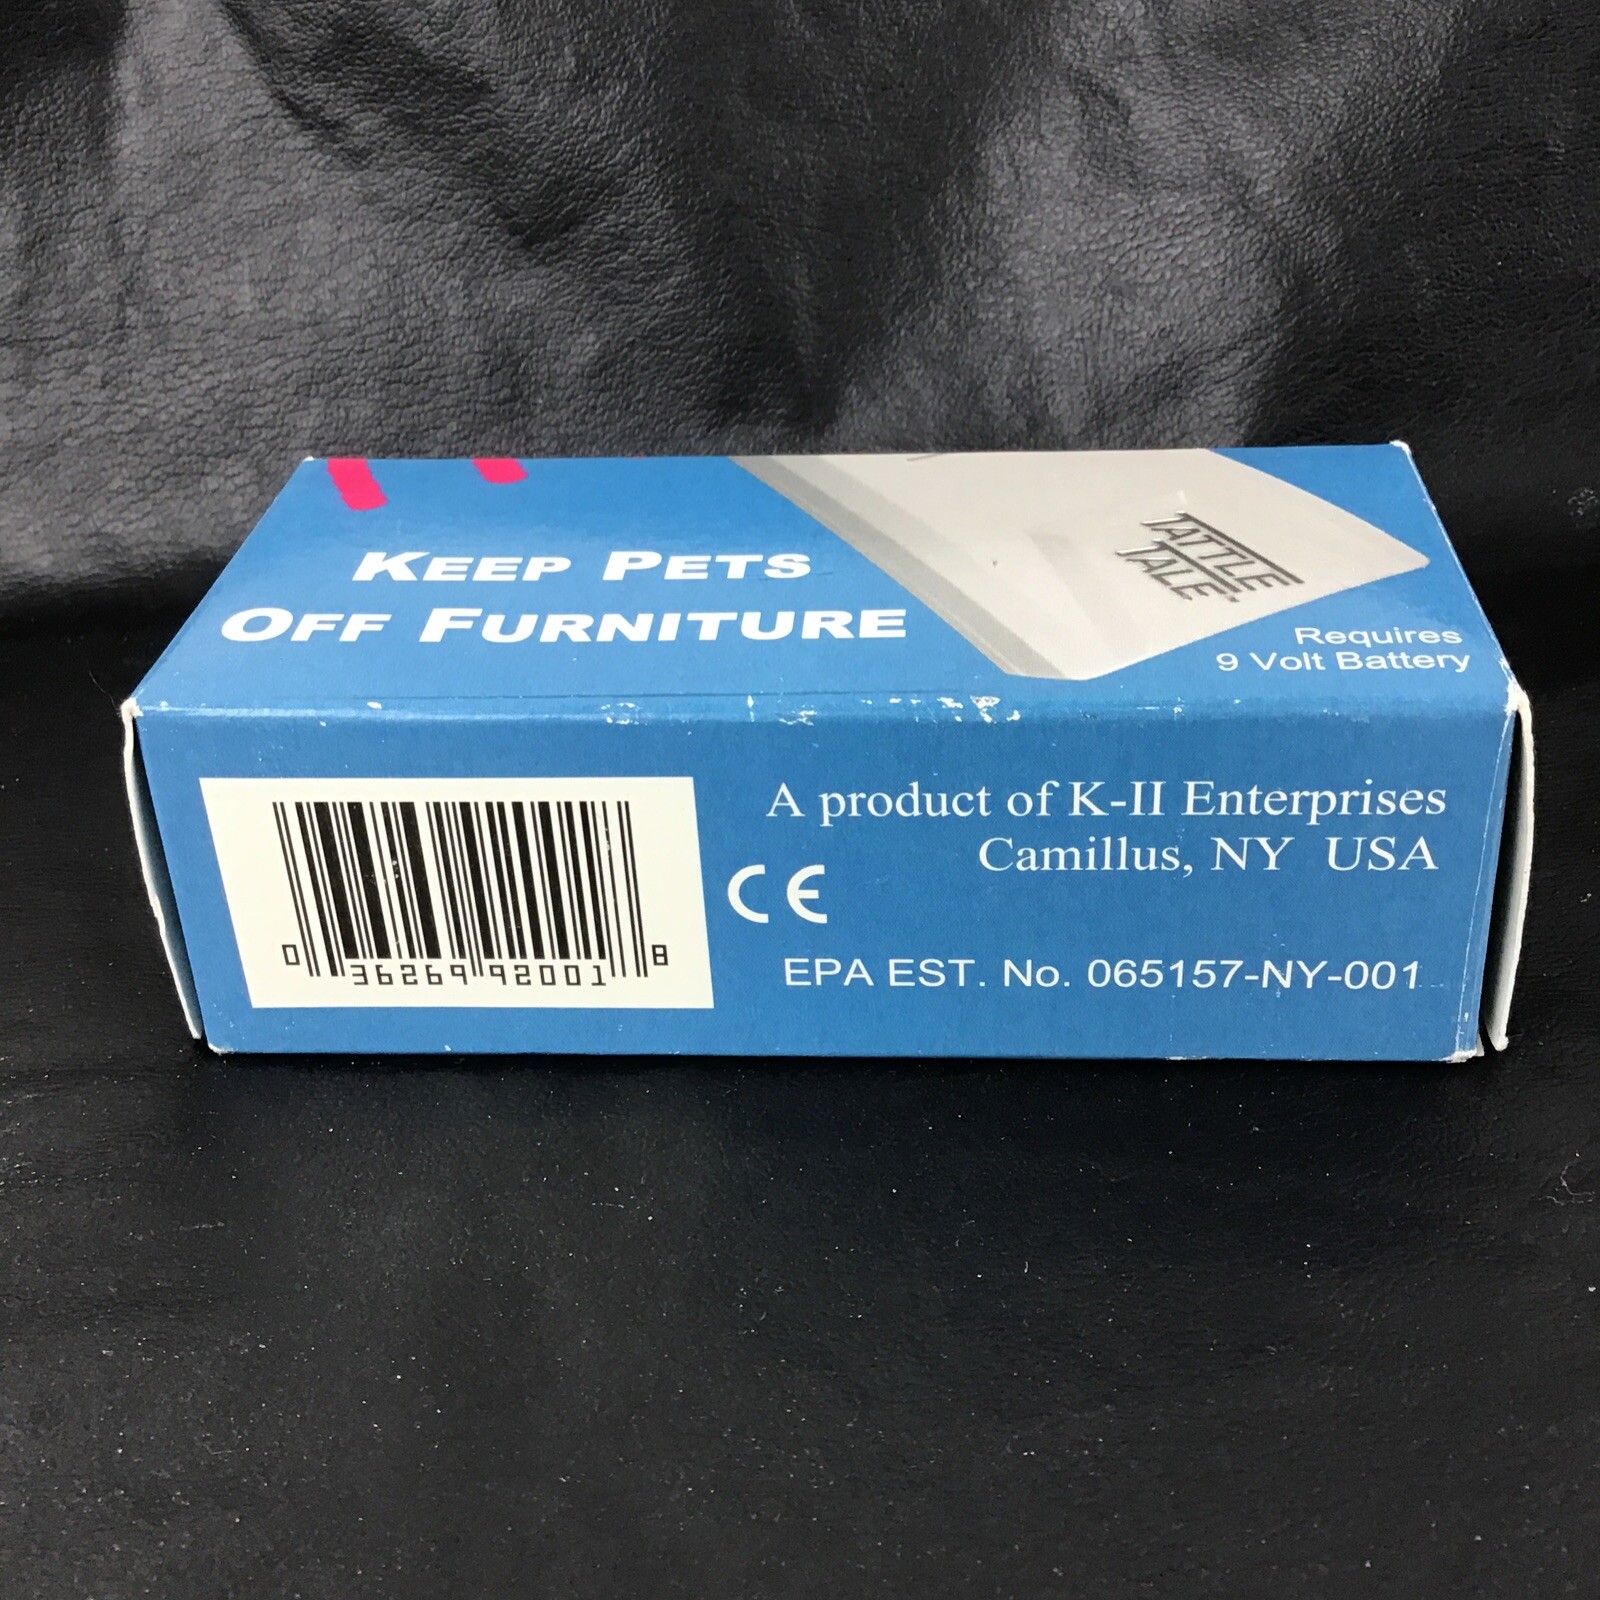 KEEP PETS
OFF FURNITURE
TATTLE
TALE
Requires
9 Volt Battery
A product of K-II Enterprises
Camillus, NY USA
CE
EPA EST. No. 065157-NY-001
0 36269 92001 8